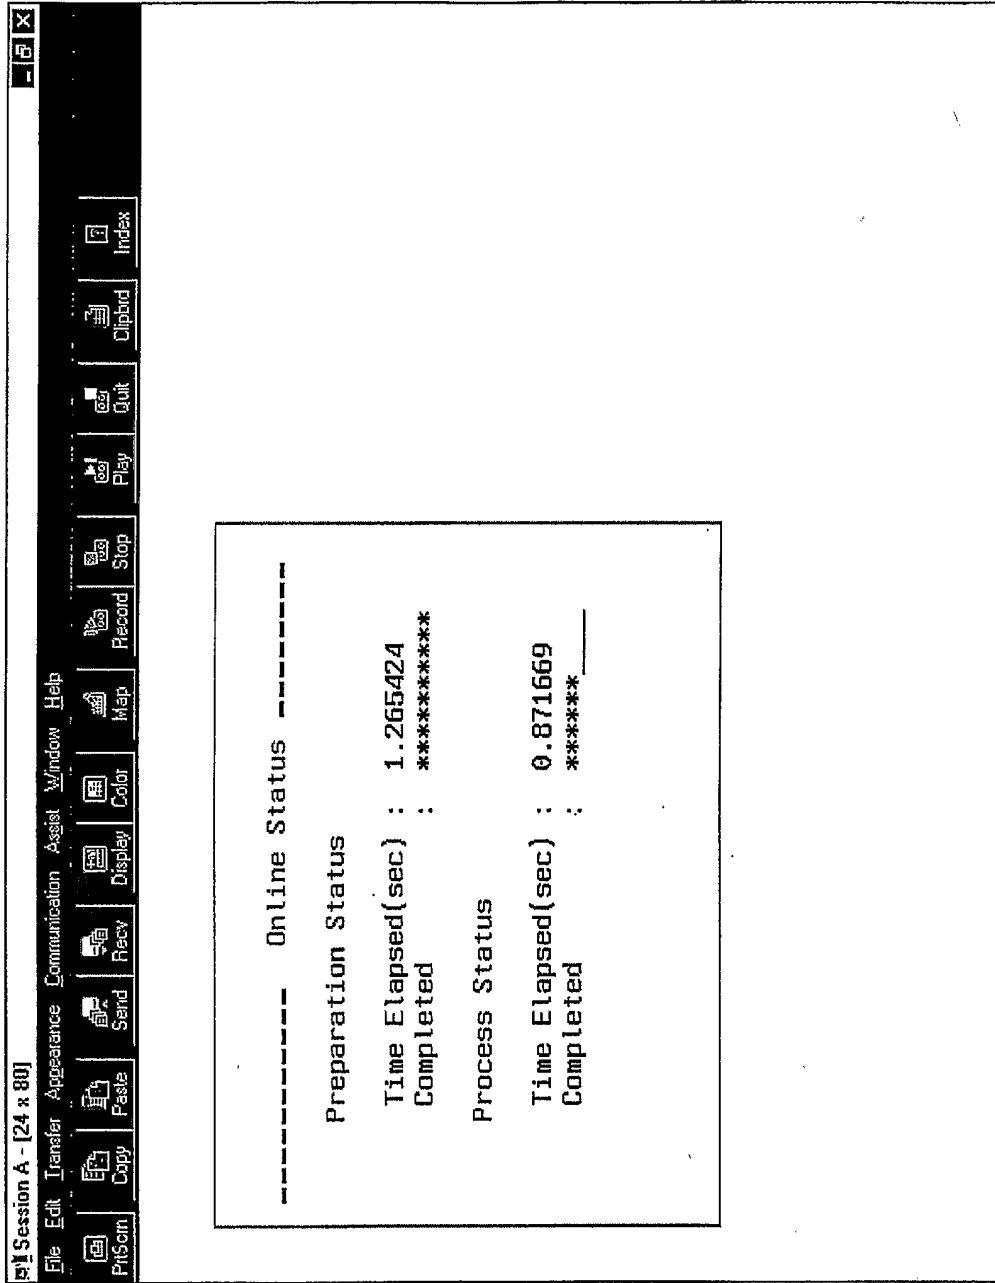 Session A - [24 x 80]
File Edit Transfer Appearance Communication Assist Window Help
PrtScrn Copy Paste Send Recv Display Color Map Record Stop Play Quit Clipbrd Index
---------- Online Status ----------
Preparation Status
Time Elapsed(sec) : 1.265424
Completed : **********
Process Status
Time Elapsed(sec) : 0.871669
Completed : ******____